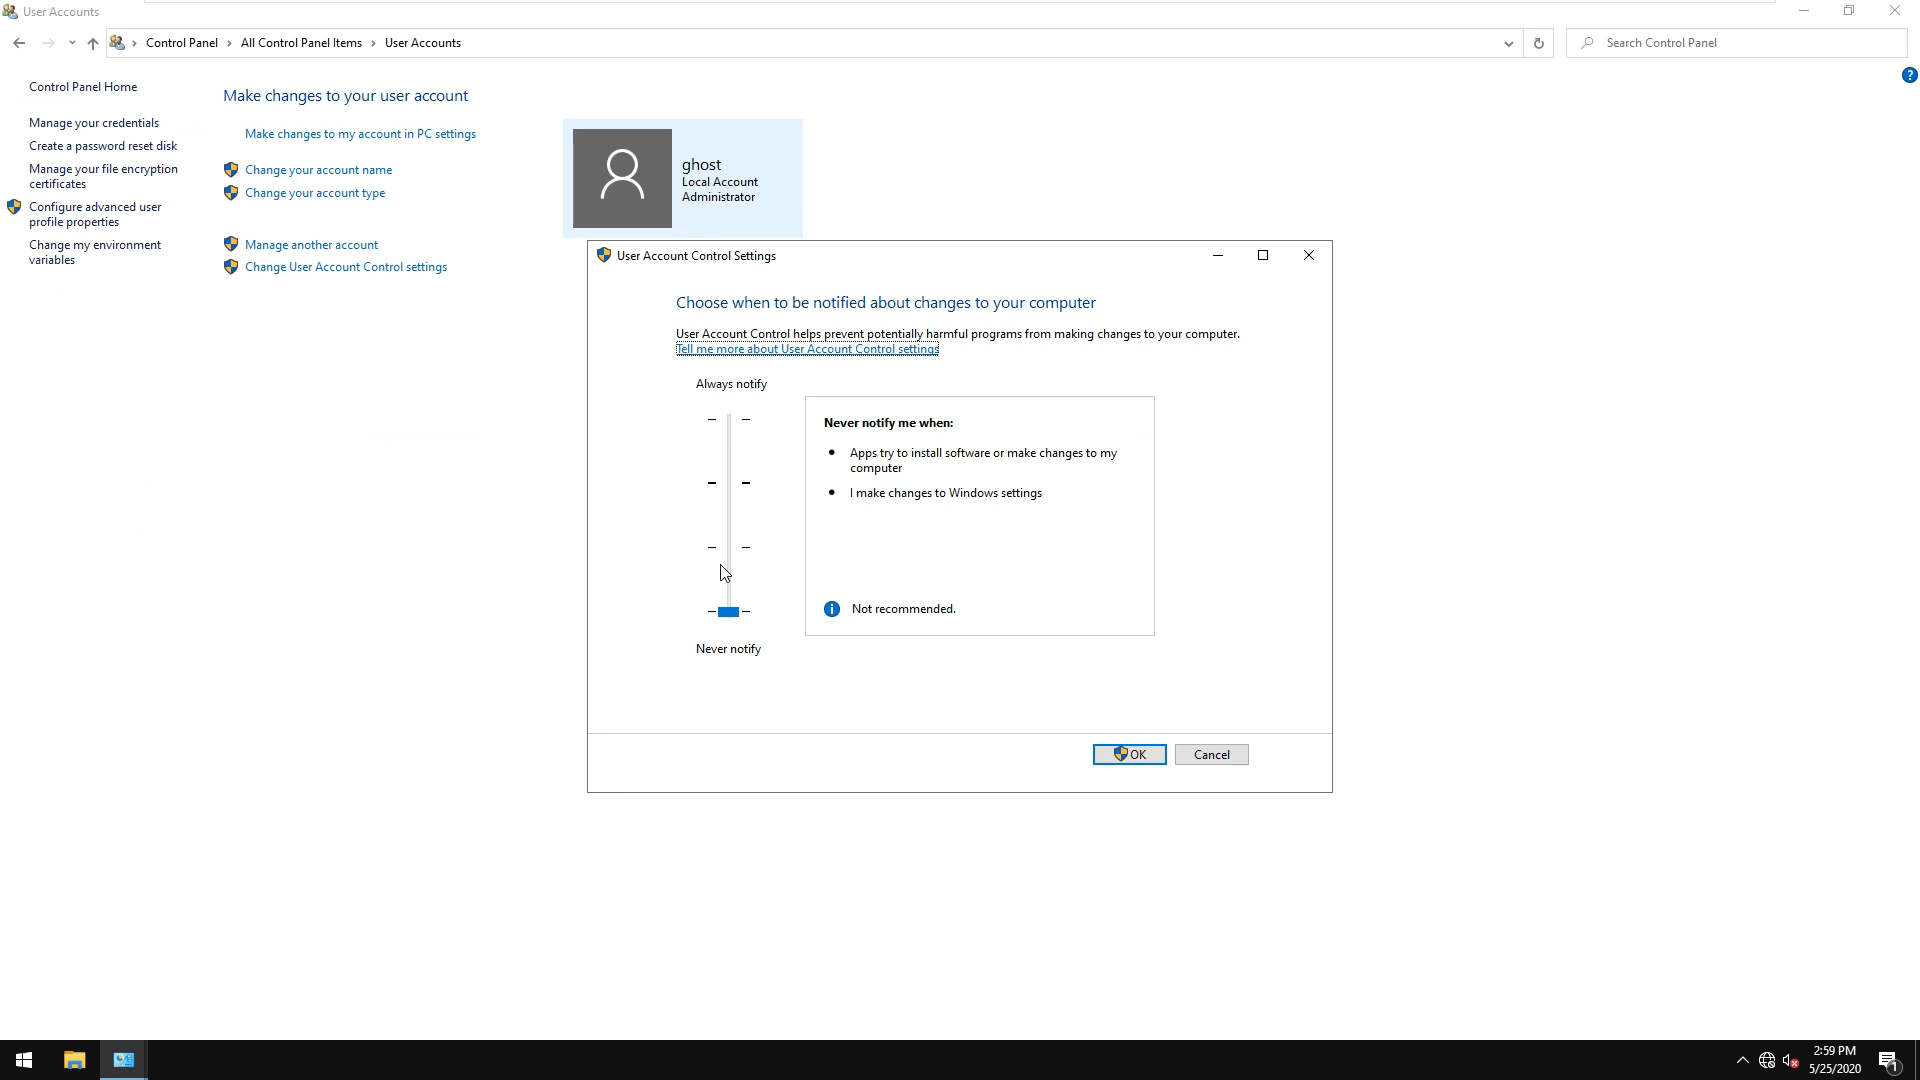 User Accounts
Control Panel › All Control Panel Items › User Accounts
Search Control Panel
Control Panel Home
Manage your credentials
Create a password reset disk
Manage your file encryption
certificates
Configure advanced user
profile properties
Change my environment
variables
Make changes to your user account
Make changes to my account in PC settings
Change your account name
Change your account type
Manage another account
Change User Account Control settings
ghost
Local Account
Administrator
User Account Control Settings
Choose when to be notified about changes to your computer
User Account Control helps prevent potentially harmful programs from making changes to your computer.
Tell me more about User Account Control settings
Always notify
Never notify me when:
• Apps try to install software or make changes to my
computer
• I make changes to Windows settings
Not recommended.
Never notify
OK
Cancel
2:59 PM
5/25/2020
1